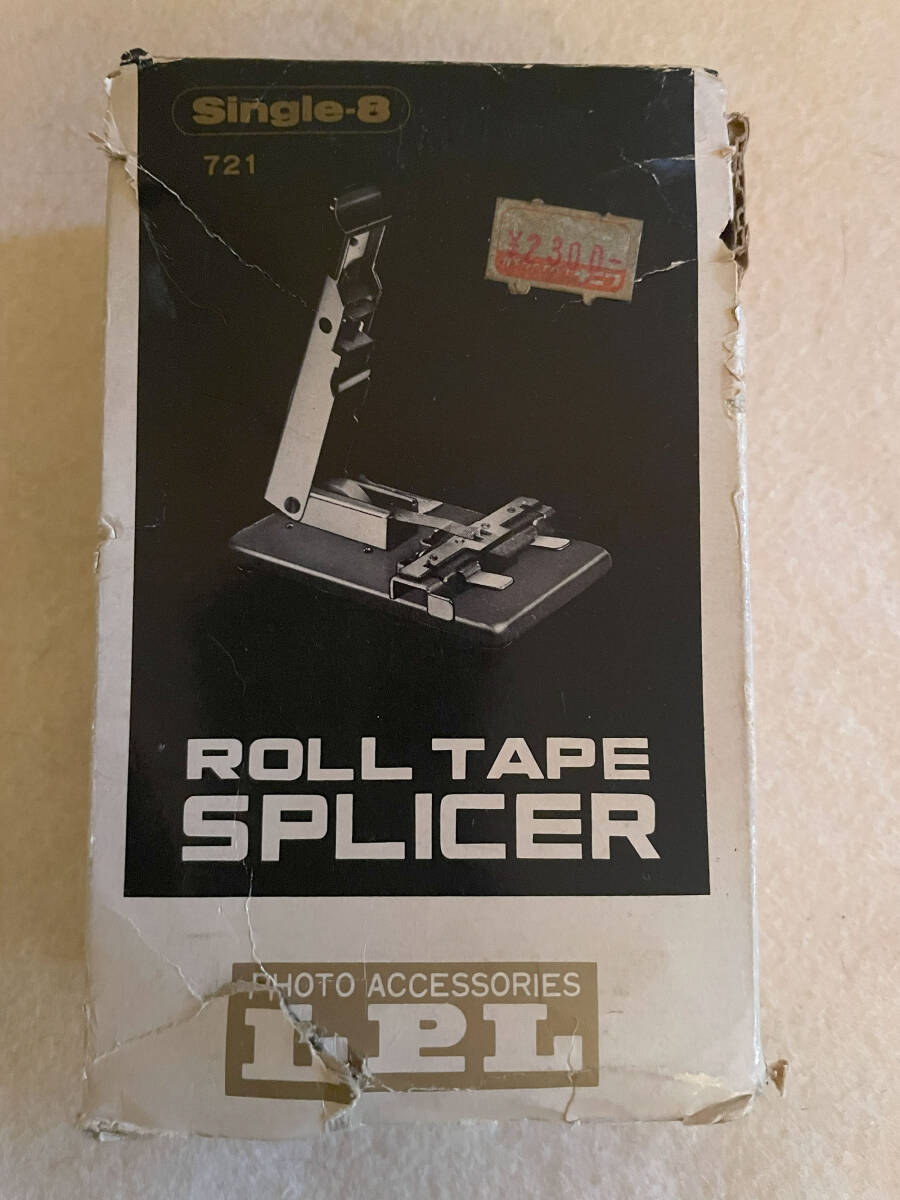 Single-8
721
¥2300-
ROLL TAPE
SPLICER
PHOTO ACCESSORIES
LPL